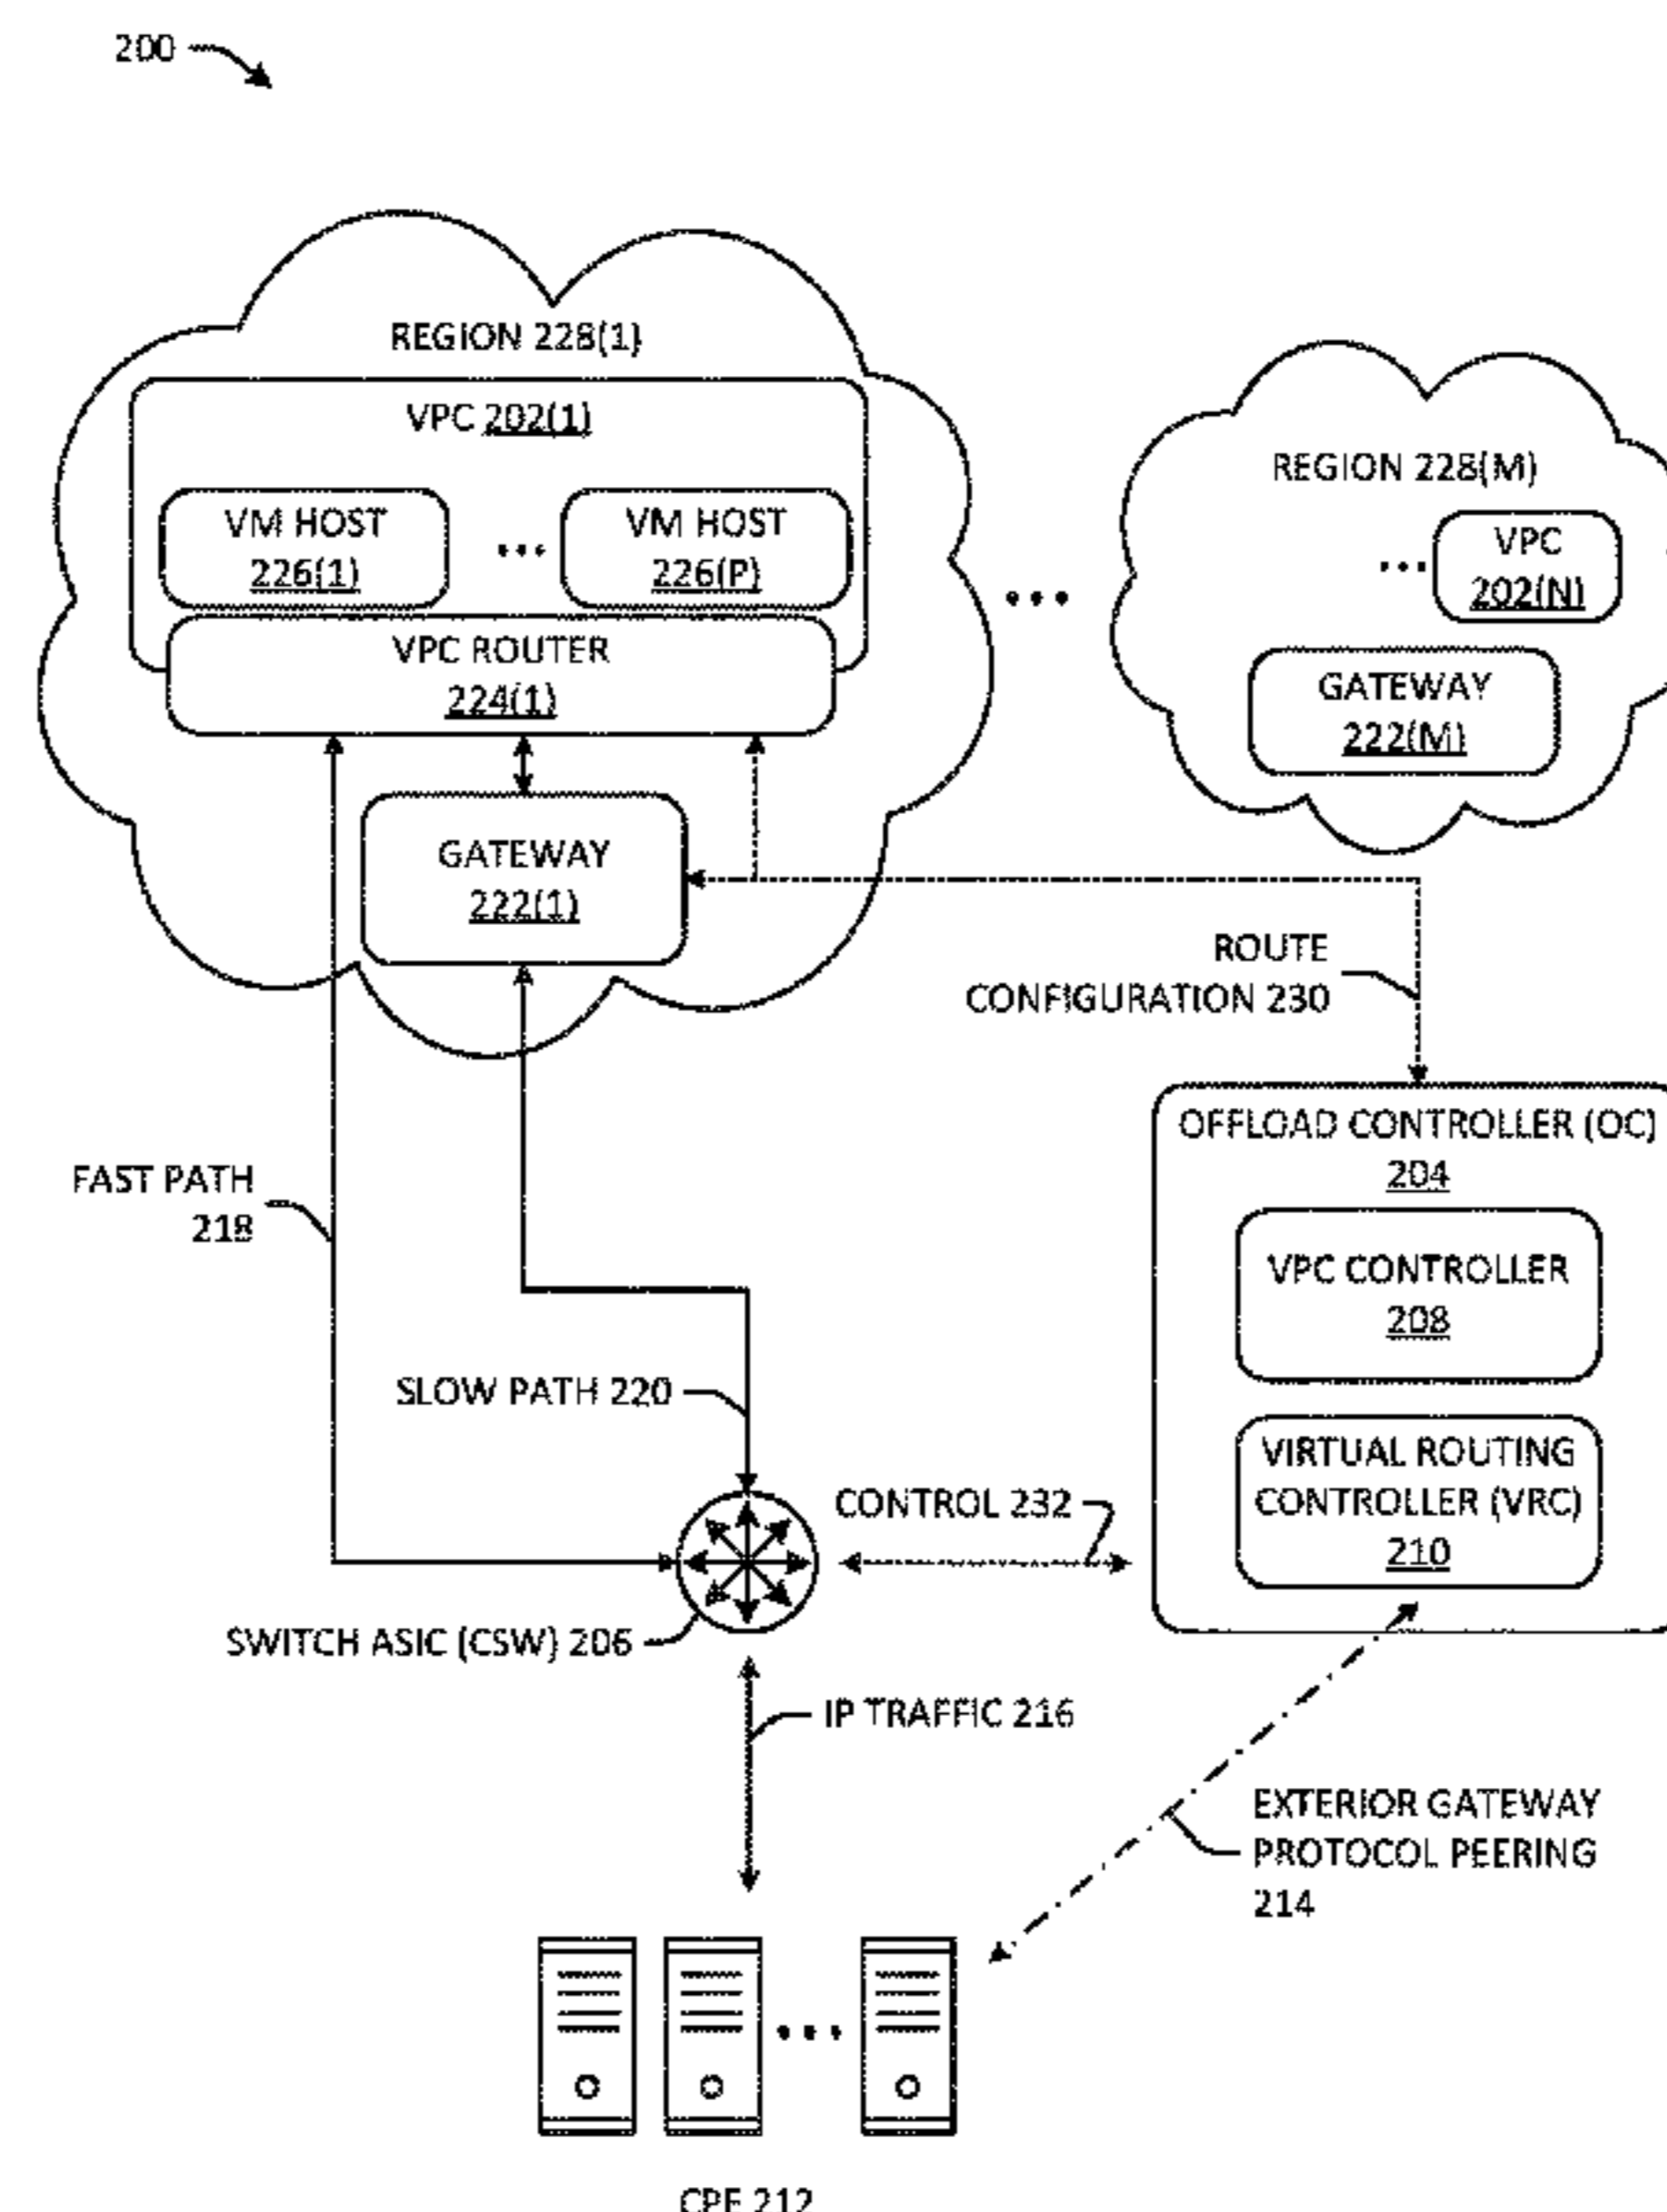 200
REGION 228(1)
VPC 202(1)
VM HOST
226(1)
...
VM HOST
226(P)
VPC ROUTER
224(1)
GATEWAY
222(1)
...
REGION 228(M)
...
VPC
202(N)
GATEWAY
222(M)
ROUTE
CONFIGURATION 230
OFFLOAD CONTROLLER (OC)
204
VPC CONTROLLER
208
VIRTUAL ROUTING
CONTROLLER (VRC)
210
FAST PATH
218
SLOW PATH 220
CONTROL 232
SWITCH ASIC (CSW) 206
IP TRAFFIC 216
EXTERIOR GATEWAY
PROTOCOL PEERING
214
...
CPE 212